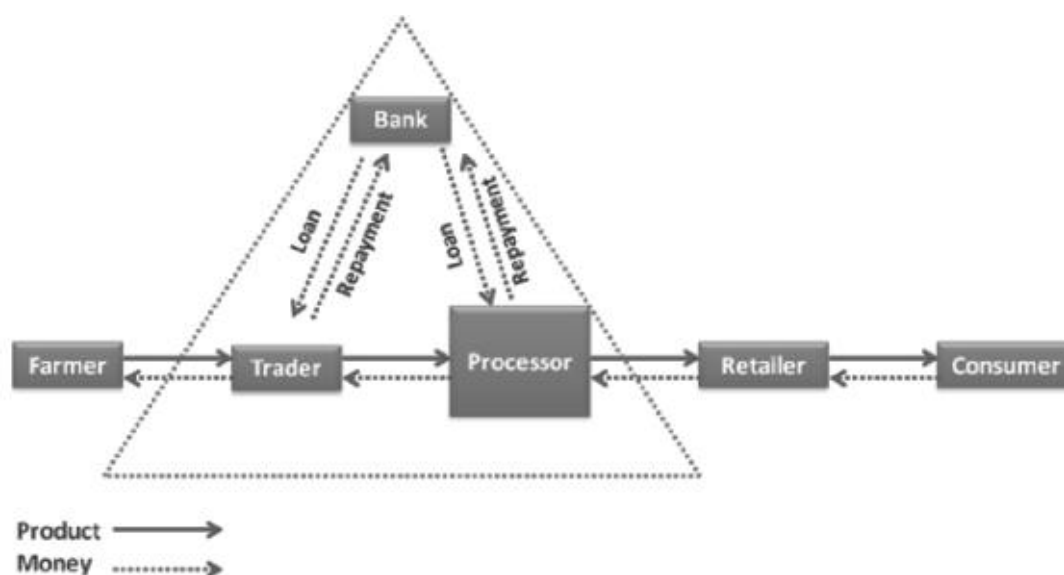 Bank
Loan
Repayment
Loan
Repayment
Farmer
Trader
Processor
Retailer
Consumer
Product
Money